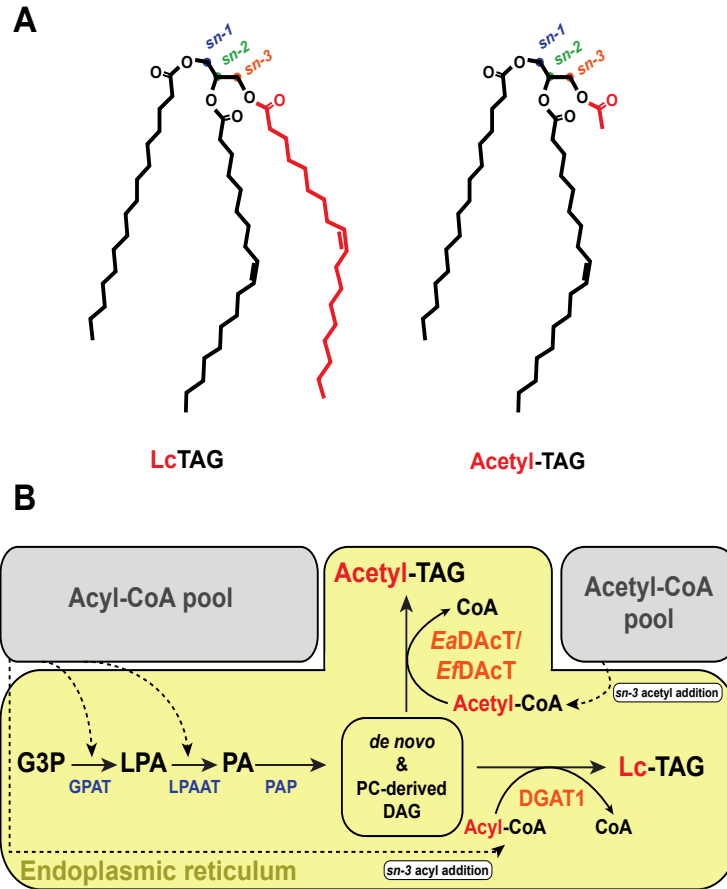 A
sn-1
sn-2
sn-3
O
O
O
O
O
O
LcTAG
sn-1
sn-2
sn-3
O
O
O
O
O
O
Acetyl-TAG
B
Acyl-CoA pool
Acetyl-TAG
Acetyl-CoA
pool
CoA
EaDAcT/
EfDAcT
Acetyl-CoA
sn-3 acetyl addition
G3P
LPA
PA
GPAT
LPAAT
PAP
de novo
&
PC-derived
DAG
Lc-TAG
DGAT1
Acyl-CoA
CoA
Endoplasmic reticulum
sn-3 acyl addition